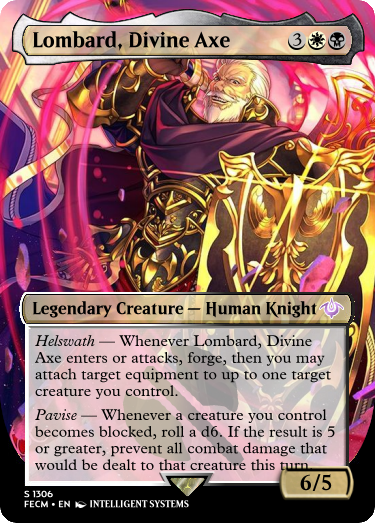 Lombard, Divine Axe 3
Legendary Creature — Human Knight
Helswath — Whenever Lombard, Divine
Axe enters or attacks, forge, then you may
attach target equipment to up to one target
creature you control.
Pavise — Whenever a creature you control
becomes blocked, roll a d6. If the result is 5
or greater, prevent all combat damage that
would be dealt to that creature this turn.
6/5
S 1306
FECM • EN INTELLIGENT SYSTEMS